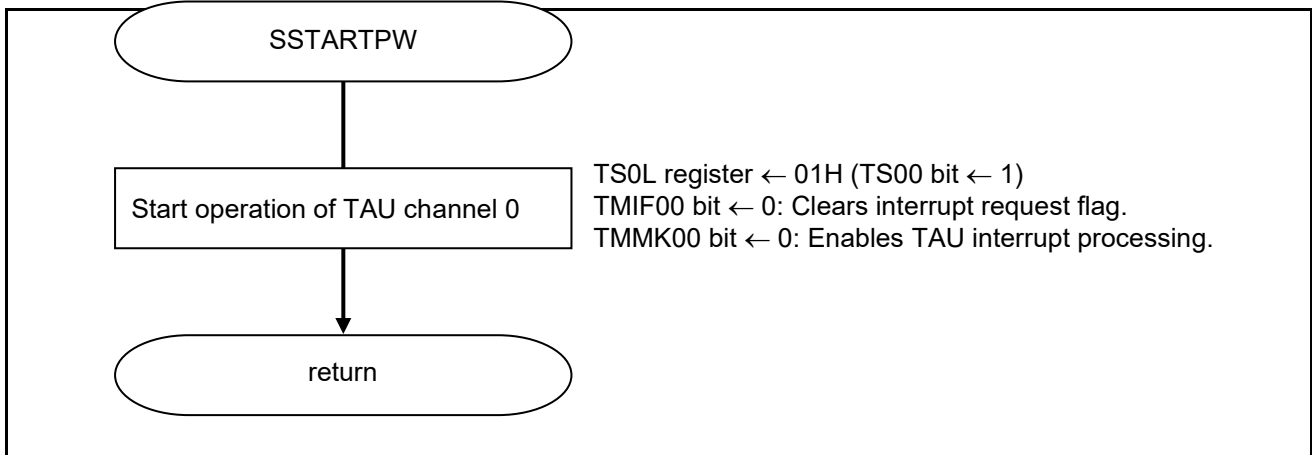 SSTARTPW
Start operation of TAU channel 0
TS0L register ← 01H (TS00 bit ← 1)
TMIF00 bit ← 0: Clears interrupt request flag.
TMMK00 bit ← 0: Enables TAU interrupt processing.
return